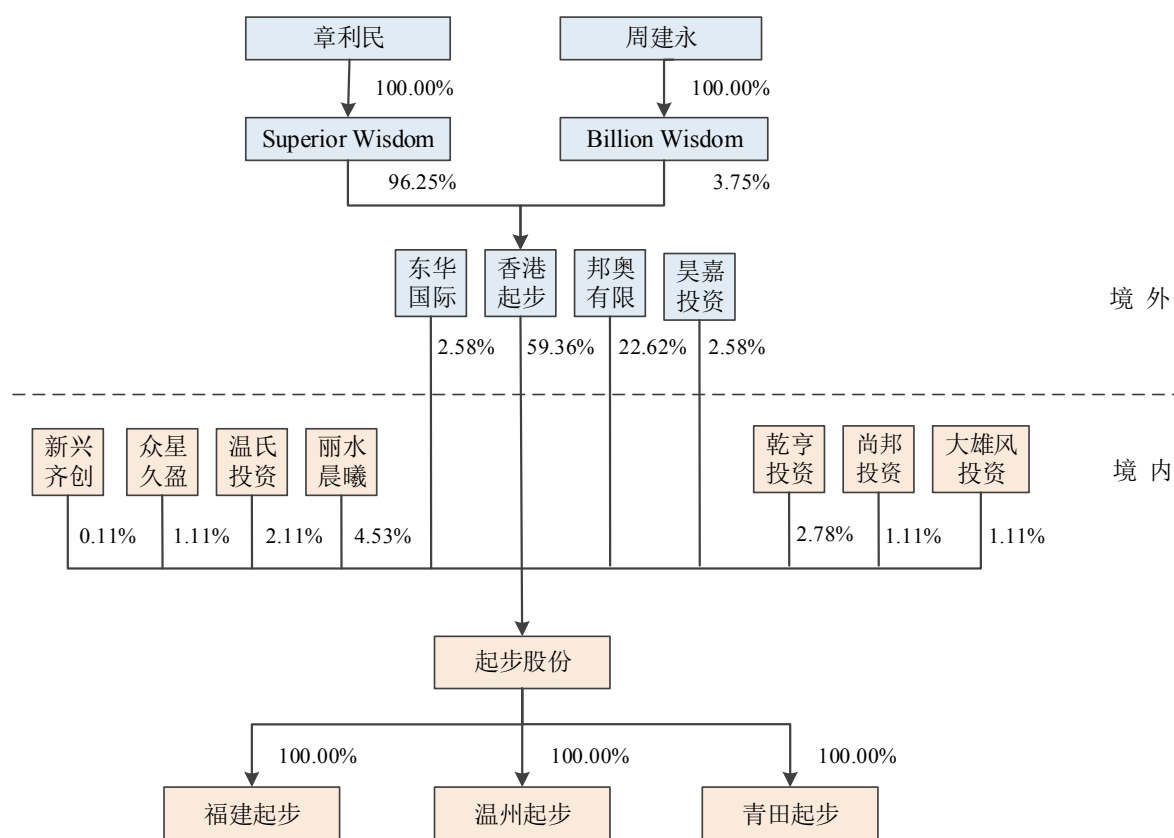 章利民
周建永
100.00%
100.00%
Superior Wisdom
Billion Wisdom
96.25%
3.75%
东华
国际
香港
起步
邦奥
有限
昊嘉
投资
境 外
2.58%
59.36%
22.62%
2.58%
新兴
齐创
众星
久盈
温氏
投资
丽水
晨曦
乾亨
投资
尚邦
投资
大雄风
投资
境 内
0.11%
1.11%
2.11%
4.53%
2.78%
1.11%
1.11%
起步股份
100.00%
100.00%
100.00%
福建起步
温州起步
青田起步